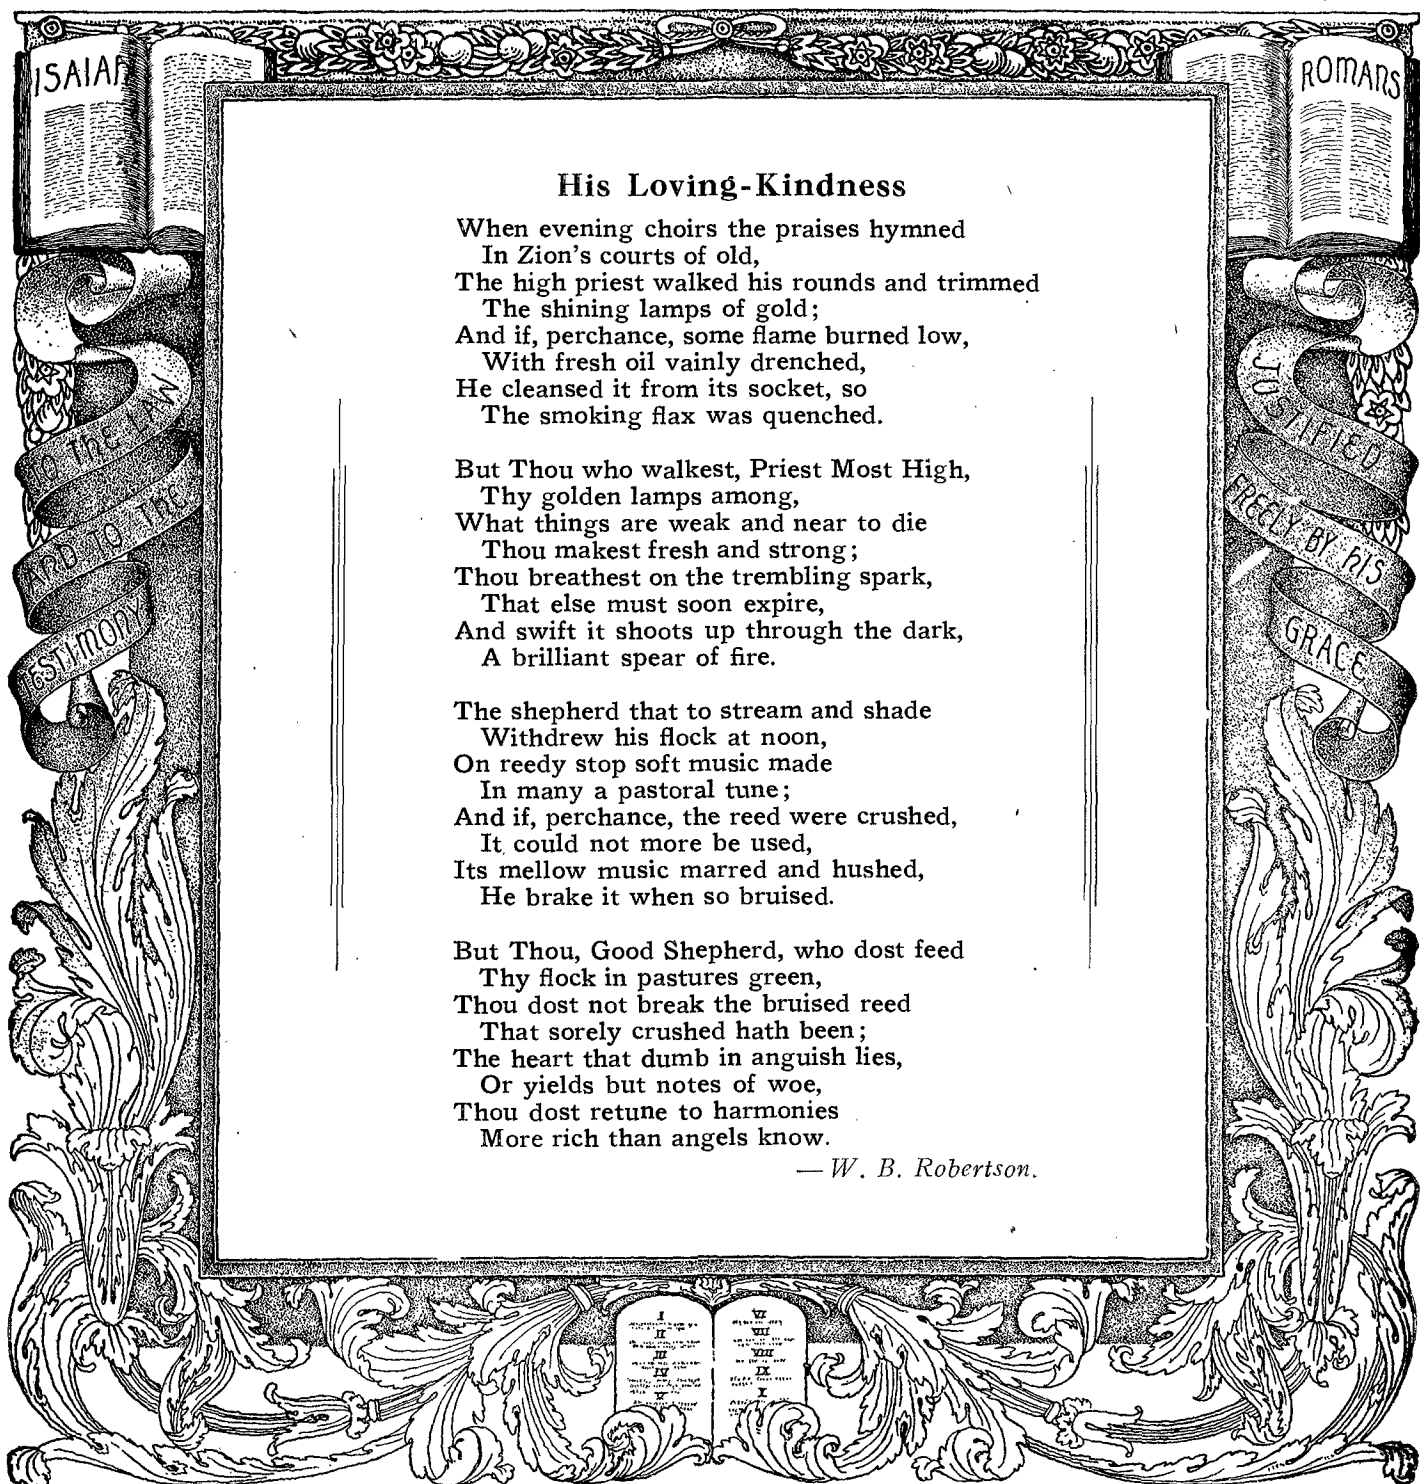 ISAIAH
ROMANS
His Loving-Kindness
When evening choirs the praises hymned
In Zion's courts of old,
The high priest walked his rounds and trimmed
The shining lamps of gold;
And if, perchance, some flame burned low,
With fresh oil vainly drenched,
He cleansed it from its socket, so
The smoking flax was quenched.
But Thou who walkest, Priest Most High,
Thy golden lamps among,
What things are weak and near to die
Thou makest fresh and strong;
Thou breathest on the trembling spark,
That else must soon expire,
And swift it shoots up through the dark,
A brilliant spear of fire.
The shepherd that to stream and shade
Withdrew his flock at noon,
On reedy stop soft music made
In many a pastoral tune;
And if, perchance, the reed were crushed,
It could not more be used,
Its mellow music marred and hushed,
He brake it when so bruised.
But Thou, Good Shepherd, who dost feed
Thy flock in pastures green,
Thou dost not break the bruised reed
That sorely crushed hath been;
The heart that dumb in anguish lies,
Or yields but notes of woe,
Thou dost retune to harmonies
More rich than angels know.
— W. B. Robertson.
TO THE LAW
AND TO THE
TESTIMONY
JUSTIFIED
FREELY BY HIS
GRACE
I
II
III
IV
V
VI
VII
VIII
IX
X